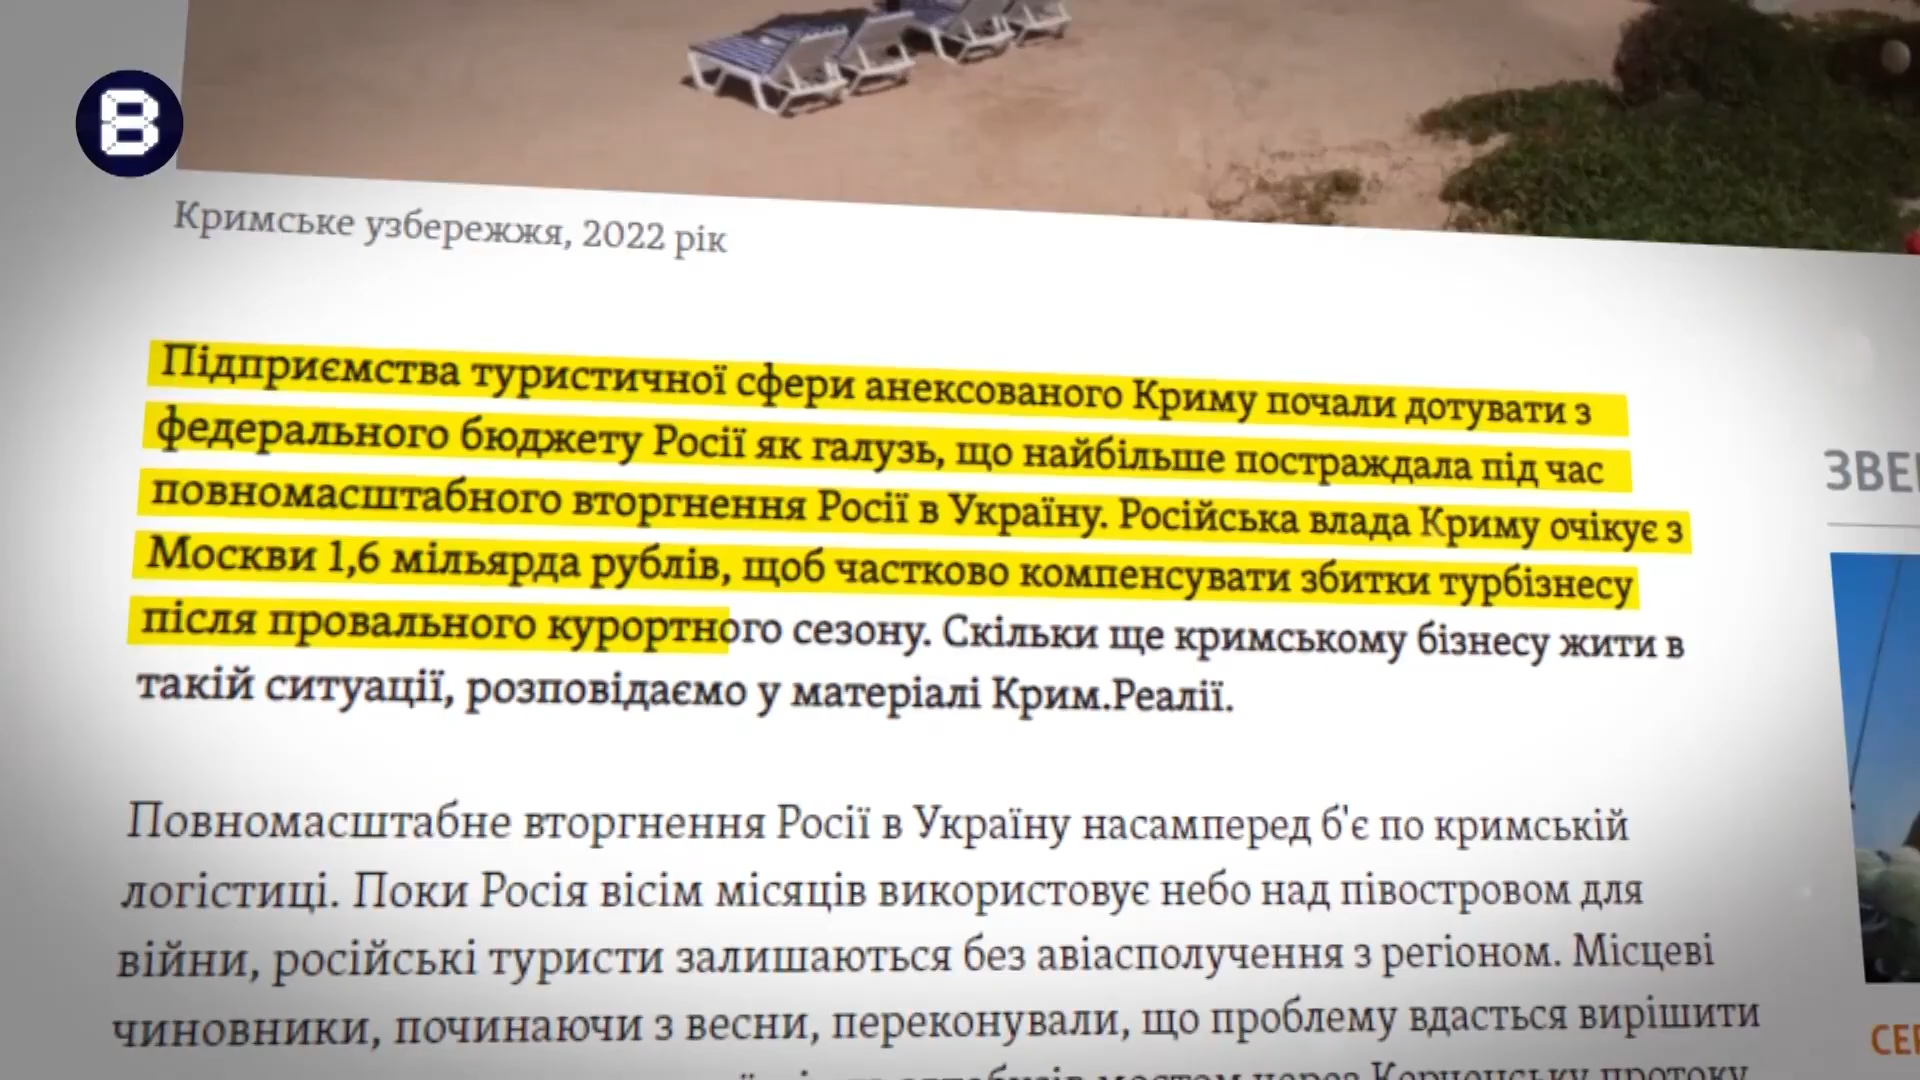 B
Кримське узбережжя, 2022 рік
Підприємства туристичної сфери анексованого Криму почали дотувати з
федерального бюджету Росії як галузь, що найбільше постраждала під час
повномасштабного вторгнення Росії в Україну. Російська влада Криму очікує з
Москви 1,6 мільярда рублів, щоб частково компенсувати збитки турбізнесу
після провального курортного сезону. Скільки ще кримському бізнесу жити в
такій ситуації, розповідаємо у матеріалі Крим.Реалії.
Повномасштабне вторгнення Росії в Україну насамперед б'є по кримській
логістиці. Поки Росія вісім місяців використовує небо над півостровом для
війни, російські туристи залишаються без авіасполучення з регіоном. Місцеві
чиновники, починаючи з весни, переконували, що проблему вдасться вирішити
мостом через Керченську протоку